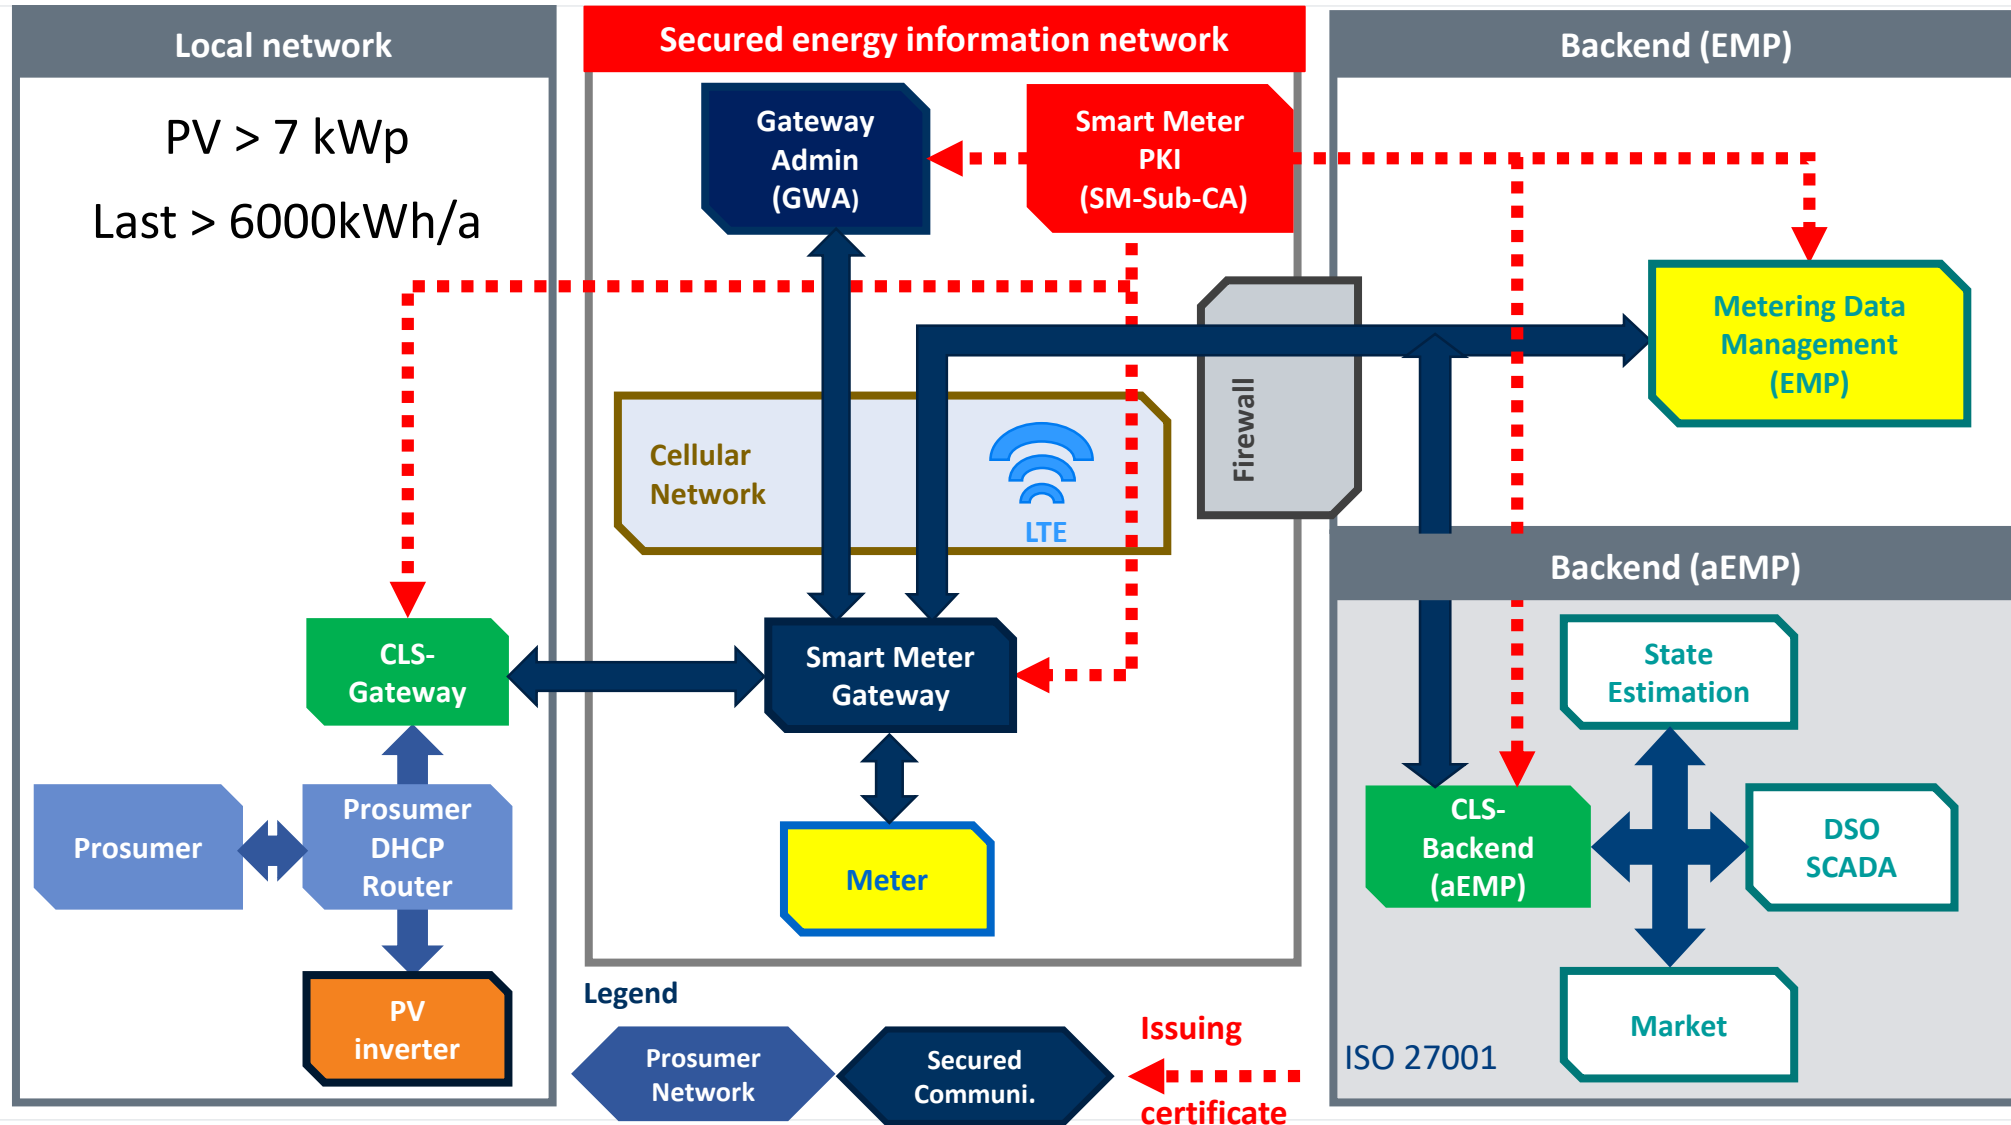 Local network
PV > 7 kWp
Last > 6000kWh/a
CLS-
Gateway
Prosumer
Prosumer
DHCP
Router
PV
inverter
Secured energy information network
Gateway
Admin
(GWA)
Smart Meter
PKI
(SM-Sub-CA)
Cellular
Network
LTE
Firewall
Smart Meter
Gateway
Meter
Backend (EMP)
Metering Data
Management
(EMP)
Backend (aEMP)
State
Estimation
CLS-
Backend
(aEMP)
DSO
SCADA
Market
ISO 27001
Legend
Prosumer
Network
Secured
Communi.
Issuing
certificate